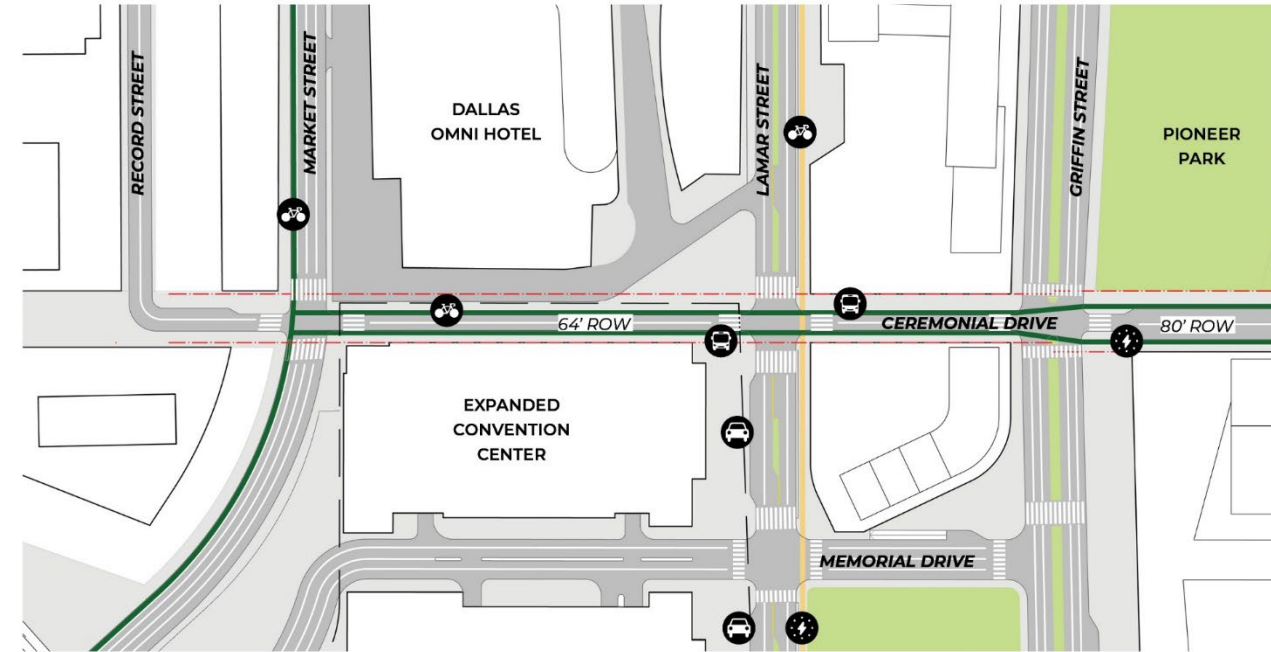 RECORD STREET
MARKET STREET
DALLAS
OMNI HOTEL
LAMAR STREET
GRIFFIN STREET
PIONEER
PARK
64' ROW
CEREMONIAL DRIVE
80' ROW
EXPANDED
CONVENTION
CENTER
MEMORIAL DRIVE